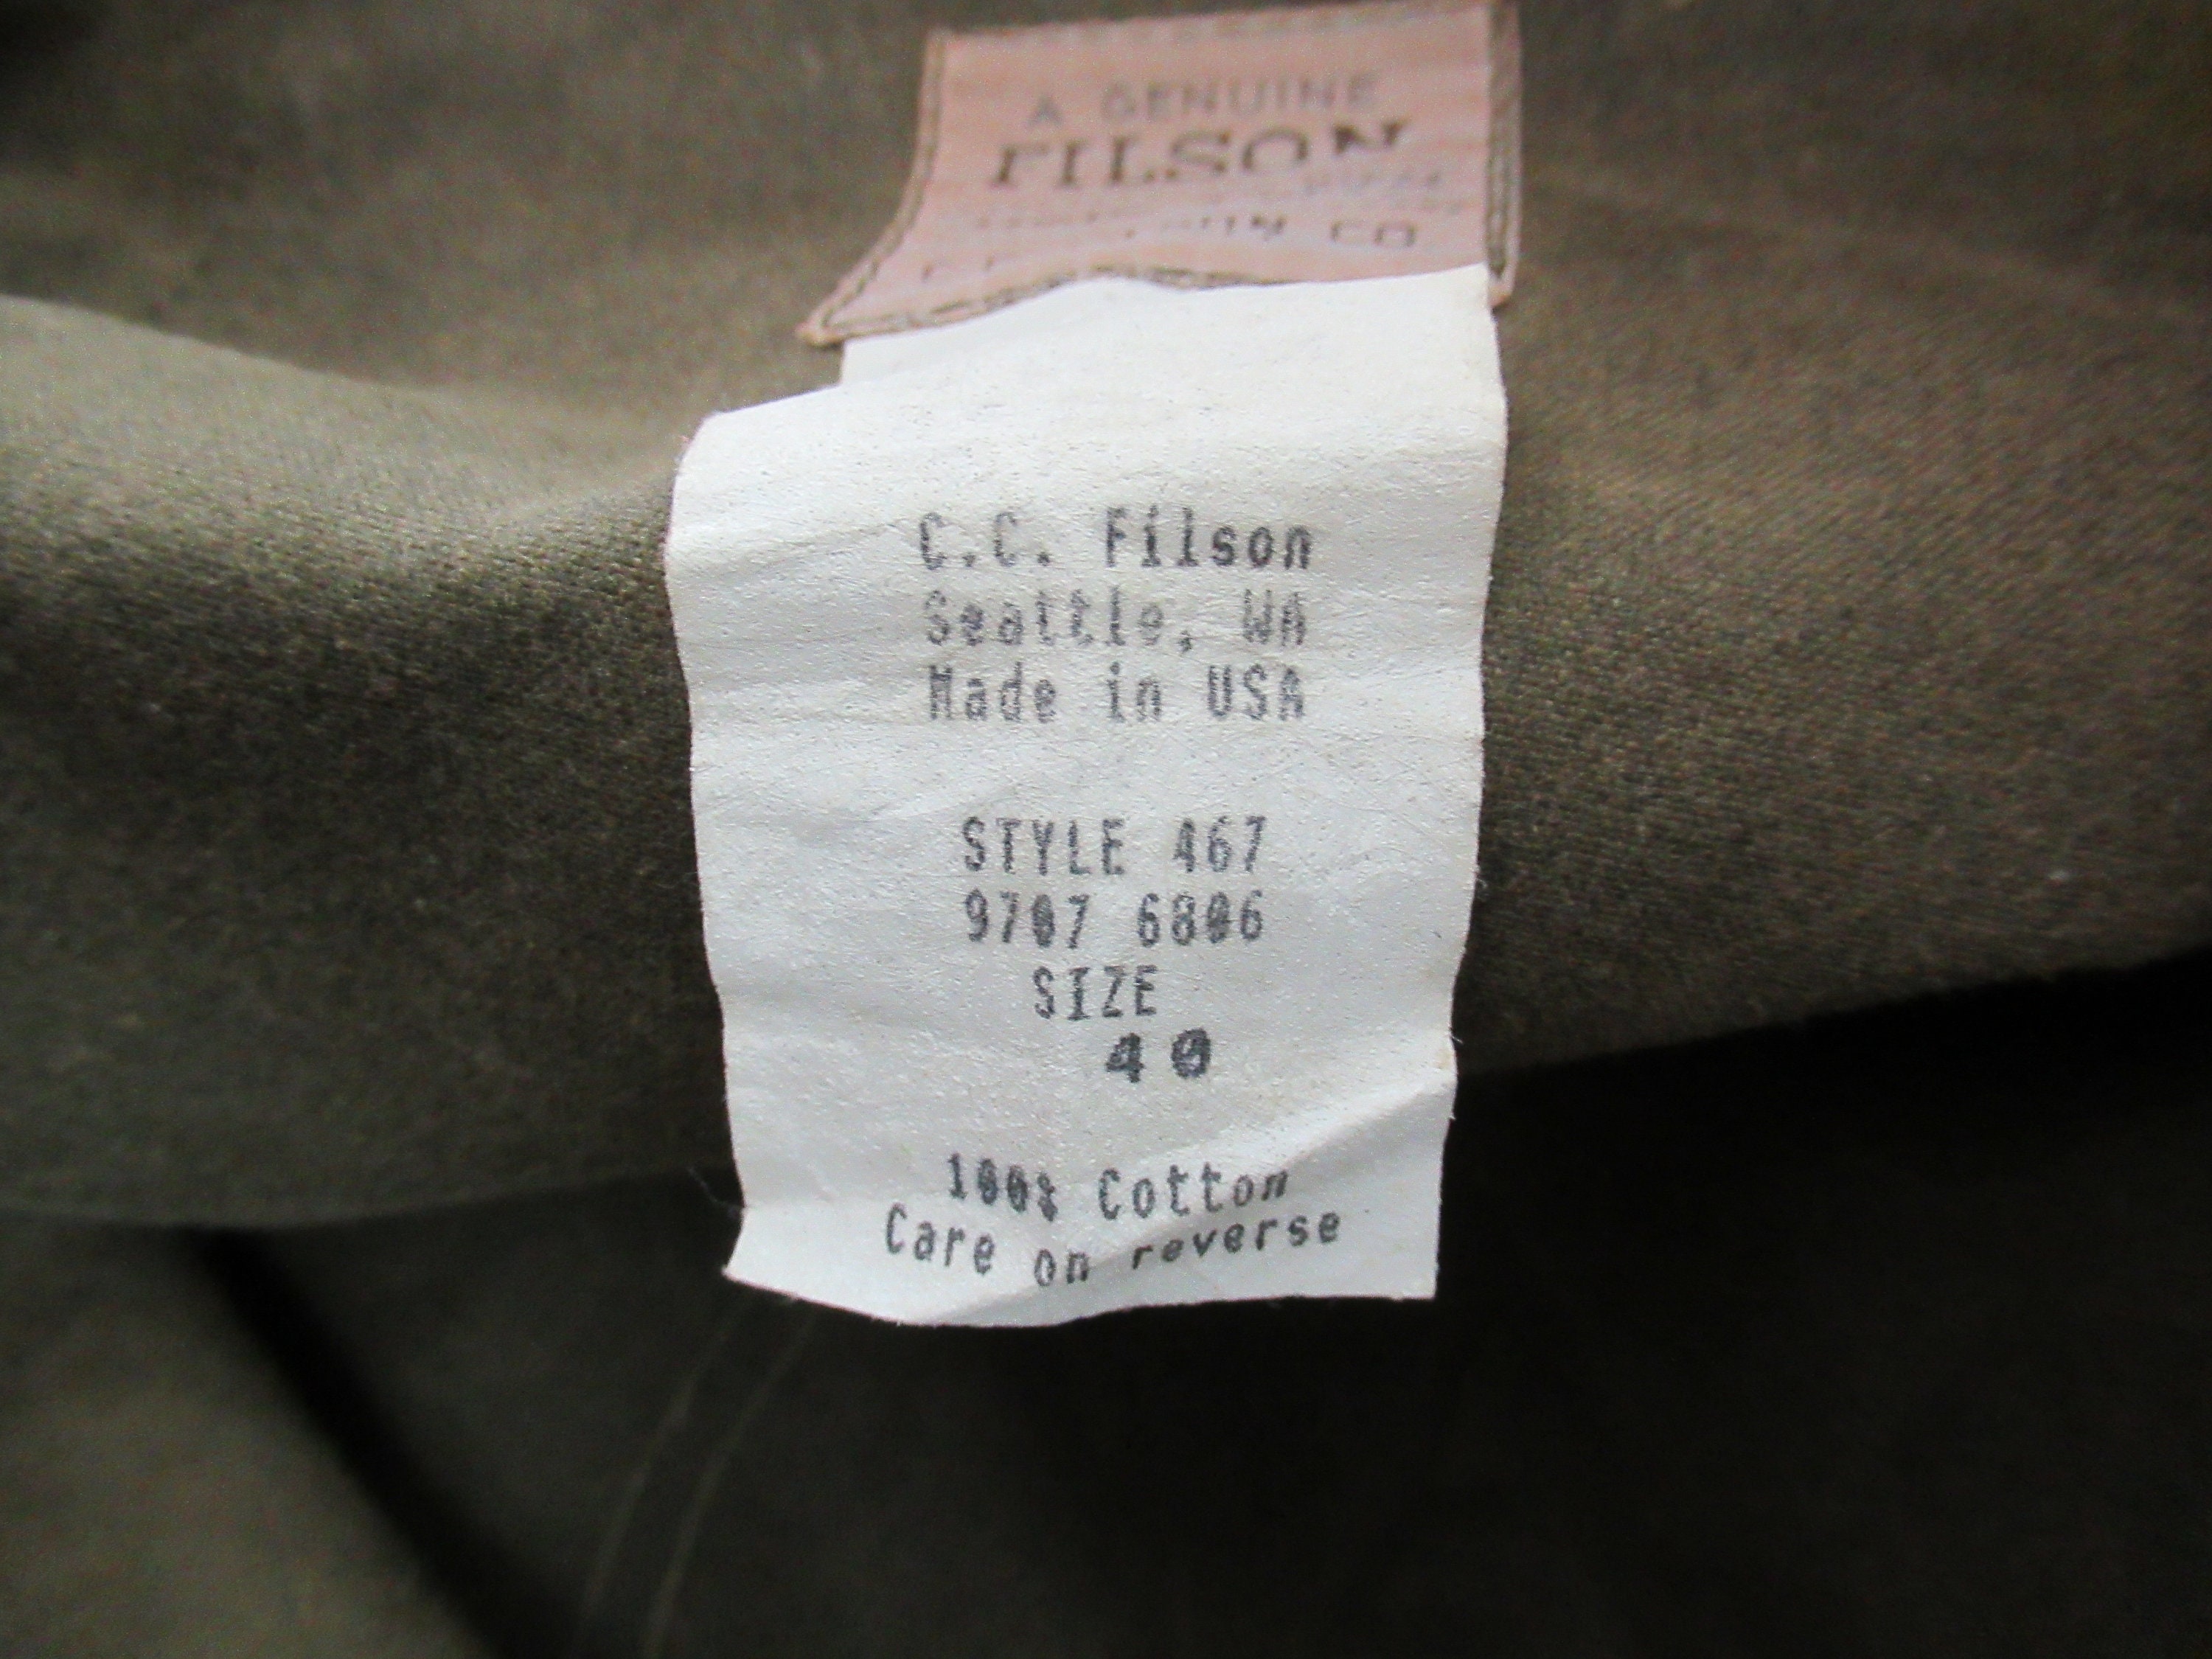 A GENUINE
FILSON
CO
C.C. Filson
Seattle, WA
Made in USA
STYLE 467
9707 6806
SIZE
40
100% Cotton
Care on reverse